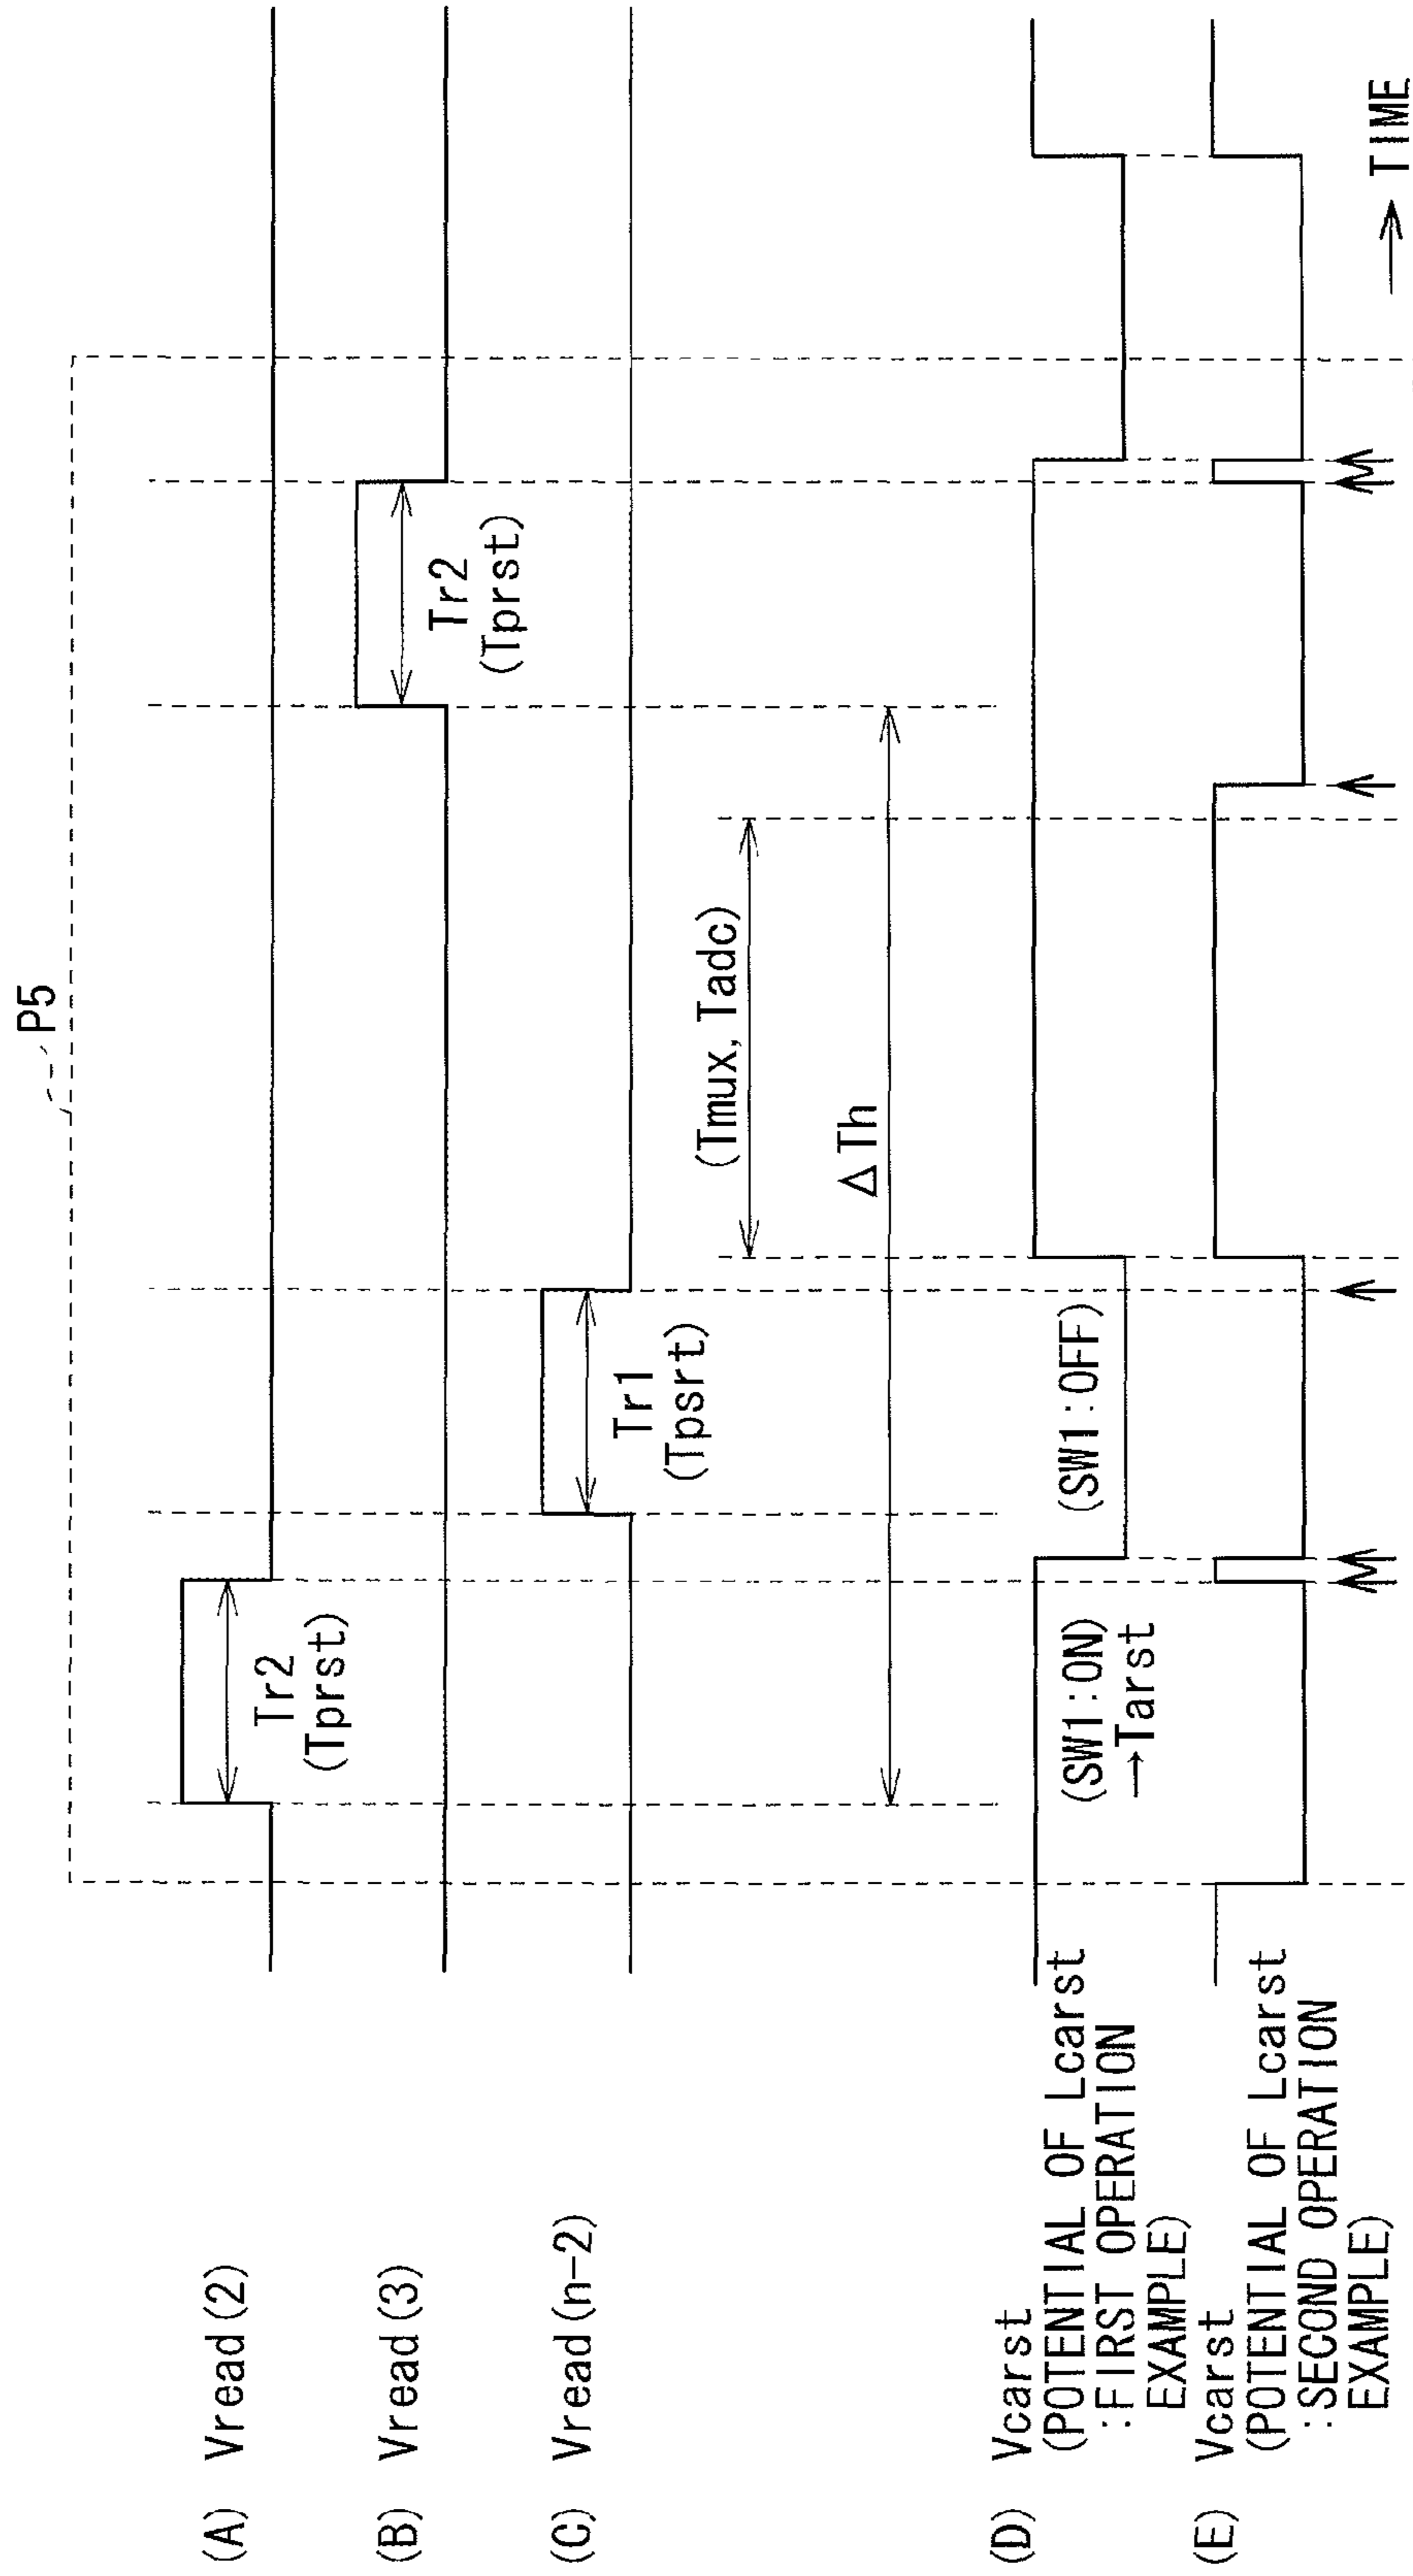 P5
(A) Vread(2)
Tr2
(Tprst)
(B) Vread(3)
Tr2
(Tprst)
(C) Vread(n-2)
Tr1
(Tpsrt)
(Tmux, Tadc)
ΔTh
(D) Vcarst
(POTENTIAL OF Lcarst
:FIRST OPERATION
EXAMPLE)
(SW1:ON)
→Tarst
(SW1:OFF)
(E) Vcarst
(POTENTIAL OF Lcarst
:SECOND OPERATION
EXAMPLE)
→ TIME